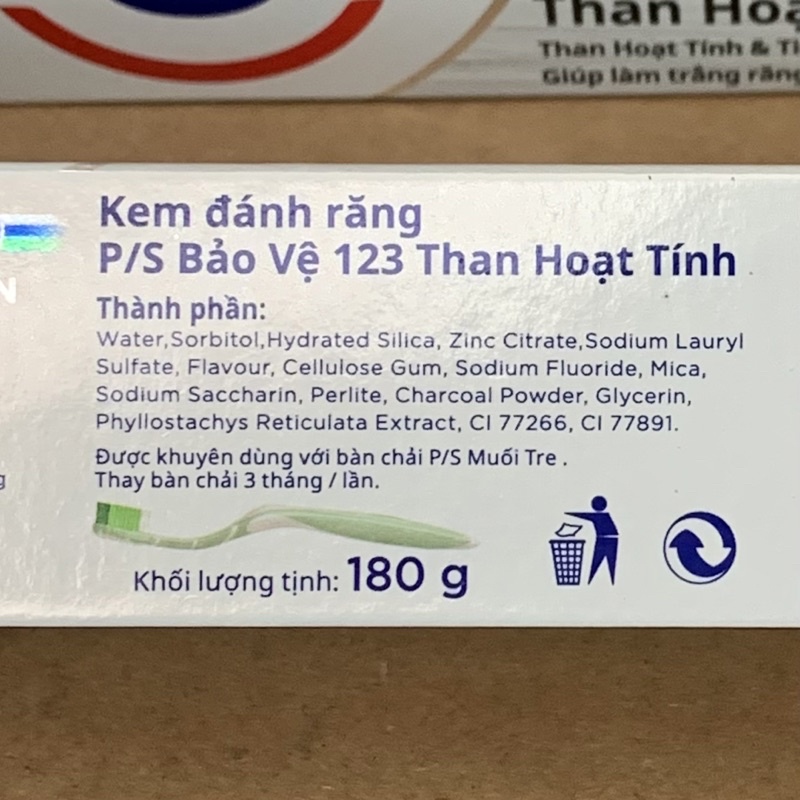 Than Hoạ
Than Hoạt Tính & Ti
Giúp làm trắng răng
Kem đánh răng
P/S Bảo Vệ 123 Than Hoạt Tính
Thành phần:
Water,Sorbitol,Hydrated Silica, Zinc Citrate,Sodium Lauryl
Sulfate, Flavour, Cellulose Gum, Sodium Fluoride, Mica,
Sodium Saccharin, Perlite, Charcoal Powder, Glycerin,
Phyllostachys Reticulata Extract, CI 77266, CI 77891.
Được khuyên dùng với bàn chải P/S Muối Tre .
Thay bàn chải 3 tháng / lần.
Khối lượng tịnh: 180 g
N
g